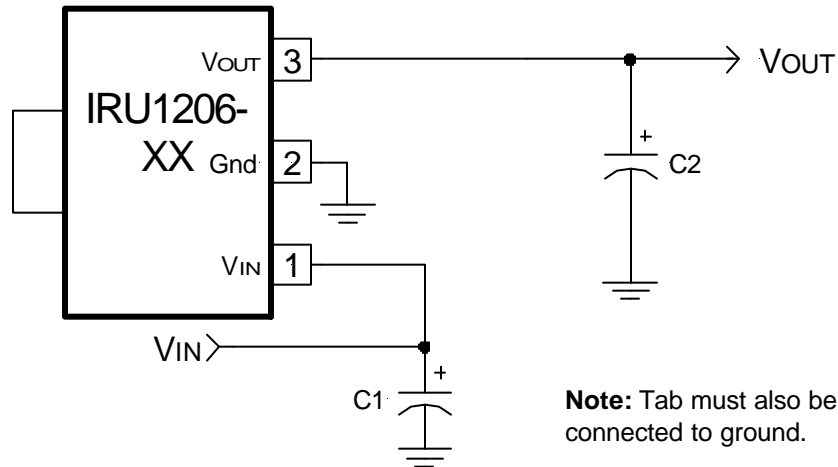 VOUT 3
VOUT
IRU1206-
XX
Gnd 2
+
C2
VIN 1
VIN
+
C1
Note: Tab must also be
connected to ground.